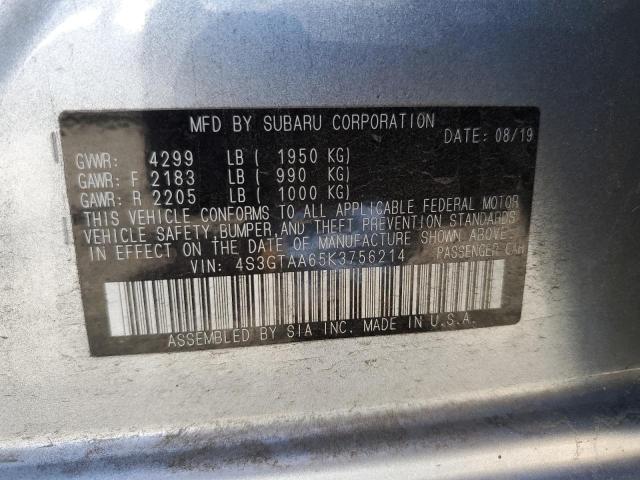 MFD BY SUBARU CORPORATION
DATE: 08/19
GVWR: 4299 LB ( 1950 KG)
GAWR: F 2183 LB ( 990 KG)
GAWR: R 2205 LB ( 1000 KG)
THIS VEHICLE CONFORMS TO ALL APPLICABLE FEDERAL MOTOR
VEHICLE SAFETY, BUMPER, AND THEFT PREVENTION STANDARDS
IN EFFECT ON THE DATE OF MANUFACTURE SHOWN ABOVE.
VIN: 4S3GTAA65K3756214 PASSENGER CAR
ASSEMBLED BY SIA INC. MADE IN U.S.A.